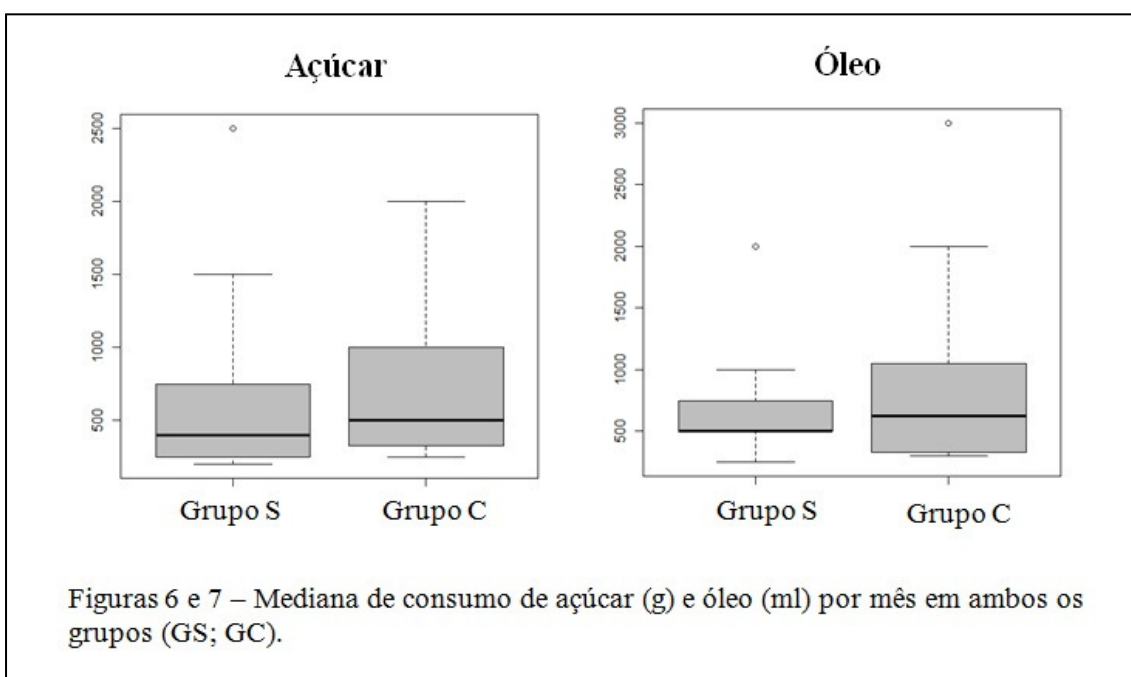 Açúcar
2500
2000
1500
1000
500
Grupo S
Grupo C
Óleo
3000
2500
2000
1500
1000
500
Grupo S
Grupo C
Figuras 6 e 7 – Mediana de consumo de açúcar (g) e óleo (ml) por mês em ambos os
grupos (GS; GC).